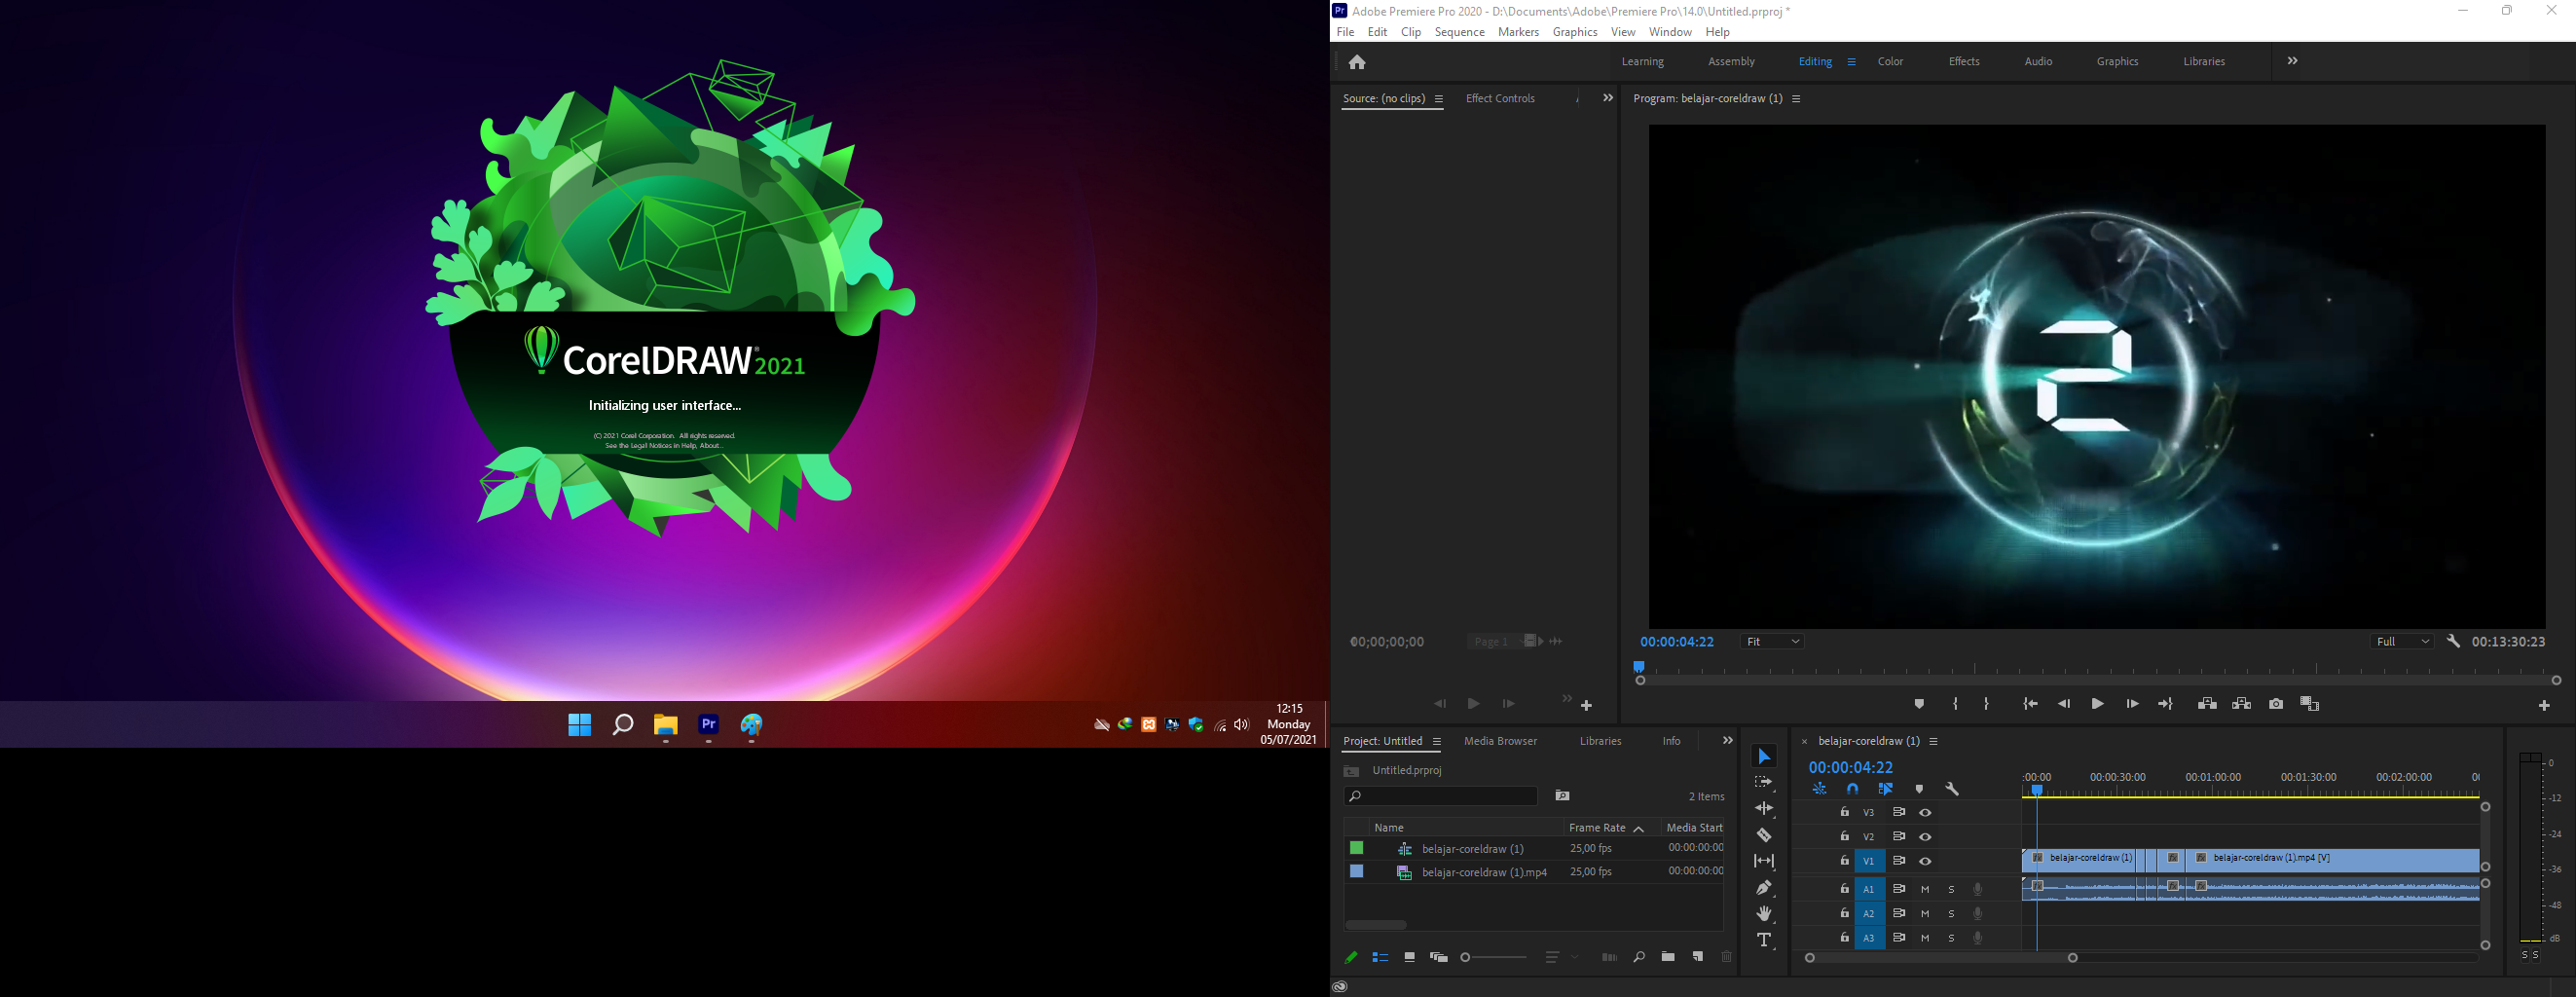 CorelDRAW® 2021
Initializing user interface...
(C) 2021 Corel Corporation. All rights reserved.
See the Legal Notices in Help, About...
Pr
12:15
Monday
05/07/2021
Pr Adobe Premiere Pro 2020 - D:\Documents\Adobe\Premiere Pro\14.0\Untitled.prproj *
File Edit Clip Sequence Markers Graphics View Window Help
Learning Assembly Editing Color Effects Audio Graphics Libraries
Source: (no clips) Effect Controls
Program: belajar-coreldraw (1)
2
00;00;00;00 Page 1
00:00:04:22 Fit Full 00:13:30:23
Project: Untitled Media Browser Libraries Info
Untitled.prproj
2 Items
Name Frame Rate Media Start
belajar-coreldraw (1) 25,00 fps 00:00:00:00
belajar-coreldraw (1).mp4 25,00 fps 00:00:00:00
× belajar-coreldraw (1)
00:00:04:22
:00:00 00:00:30:00 00:01:00:00 00:01:30:00 00:02:00:00
V3
V2
V1 fx belajar-coreldraw (1) fx fx belajar-coreldraw (1).mp4 [V]
A1 M S
A2 M S
A3 M S
0
-12
-24
-36
-48
dB
S S